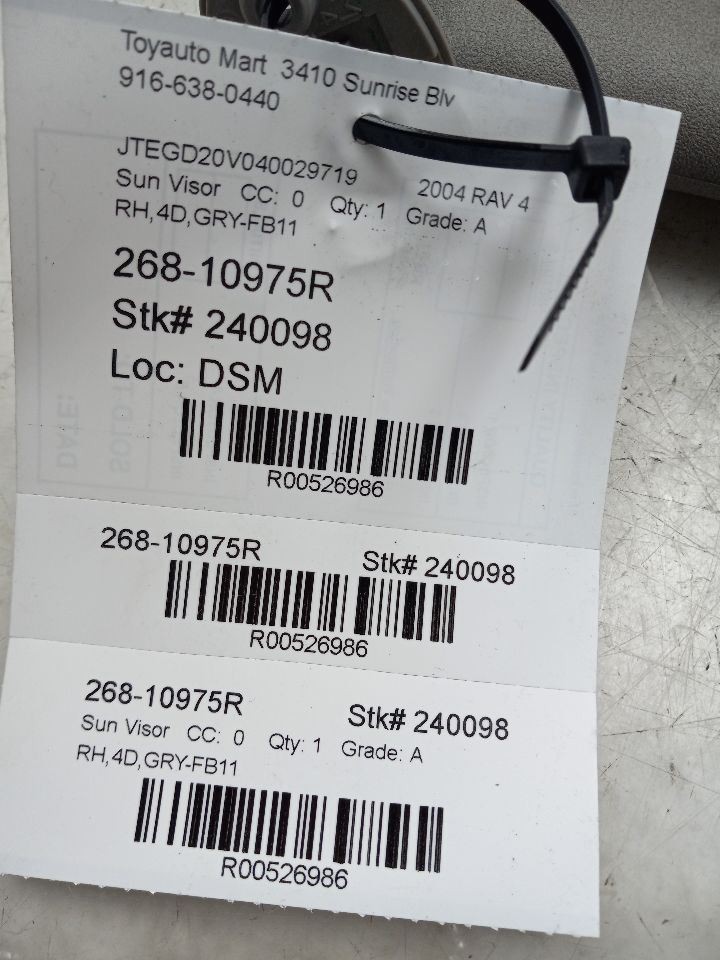 Toyauto Mart 3410 Sunrise Blv
916-638-0440
JTEGD20V040029719 2004 RAV 4
Sun Visor CC: 0 Qty: 1 Grade: A
RH,4D,GRY-FB11
268-10975R
Stk# 240098
Loc: DSM
R00526986
268-10975R Stk# 240098
R00526986
268-10975R Stk# 240098
Sun Visor CC: 0 Qty: 1 Grade: A
RH,4D,GRY-FB11
R00526986